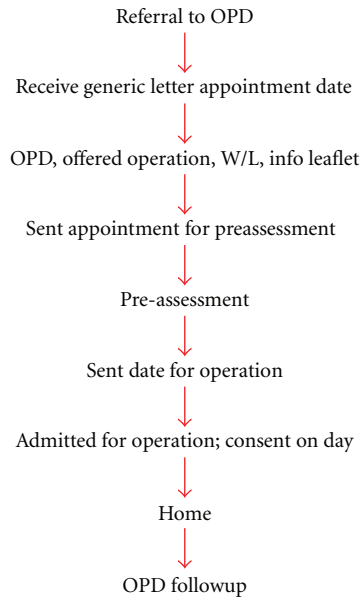 Referral to OPD
Receive generic letter appointment date
OPD, offered operation, W/L, info leaflet
Sent appointment for preassessment
Pre-assessment
Sent date for operation
Admitted for operation; consent on day
Home
OPD followup